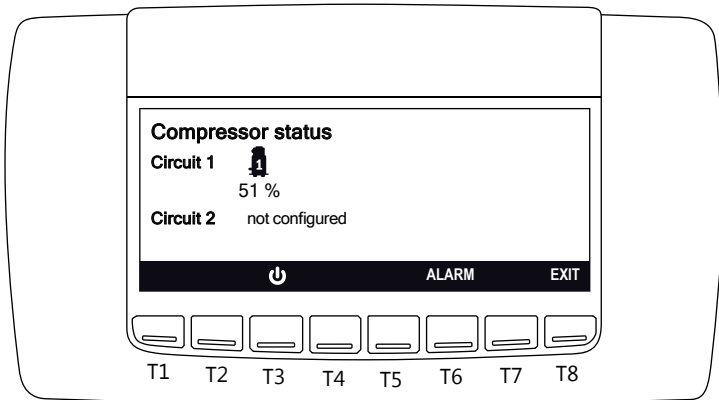 Compressor status
Circuit 1 1
51 %
Circuit 2 not configured
ALARM EXIT
T1 T2 T3 T4 T5 T6 T7 T8